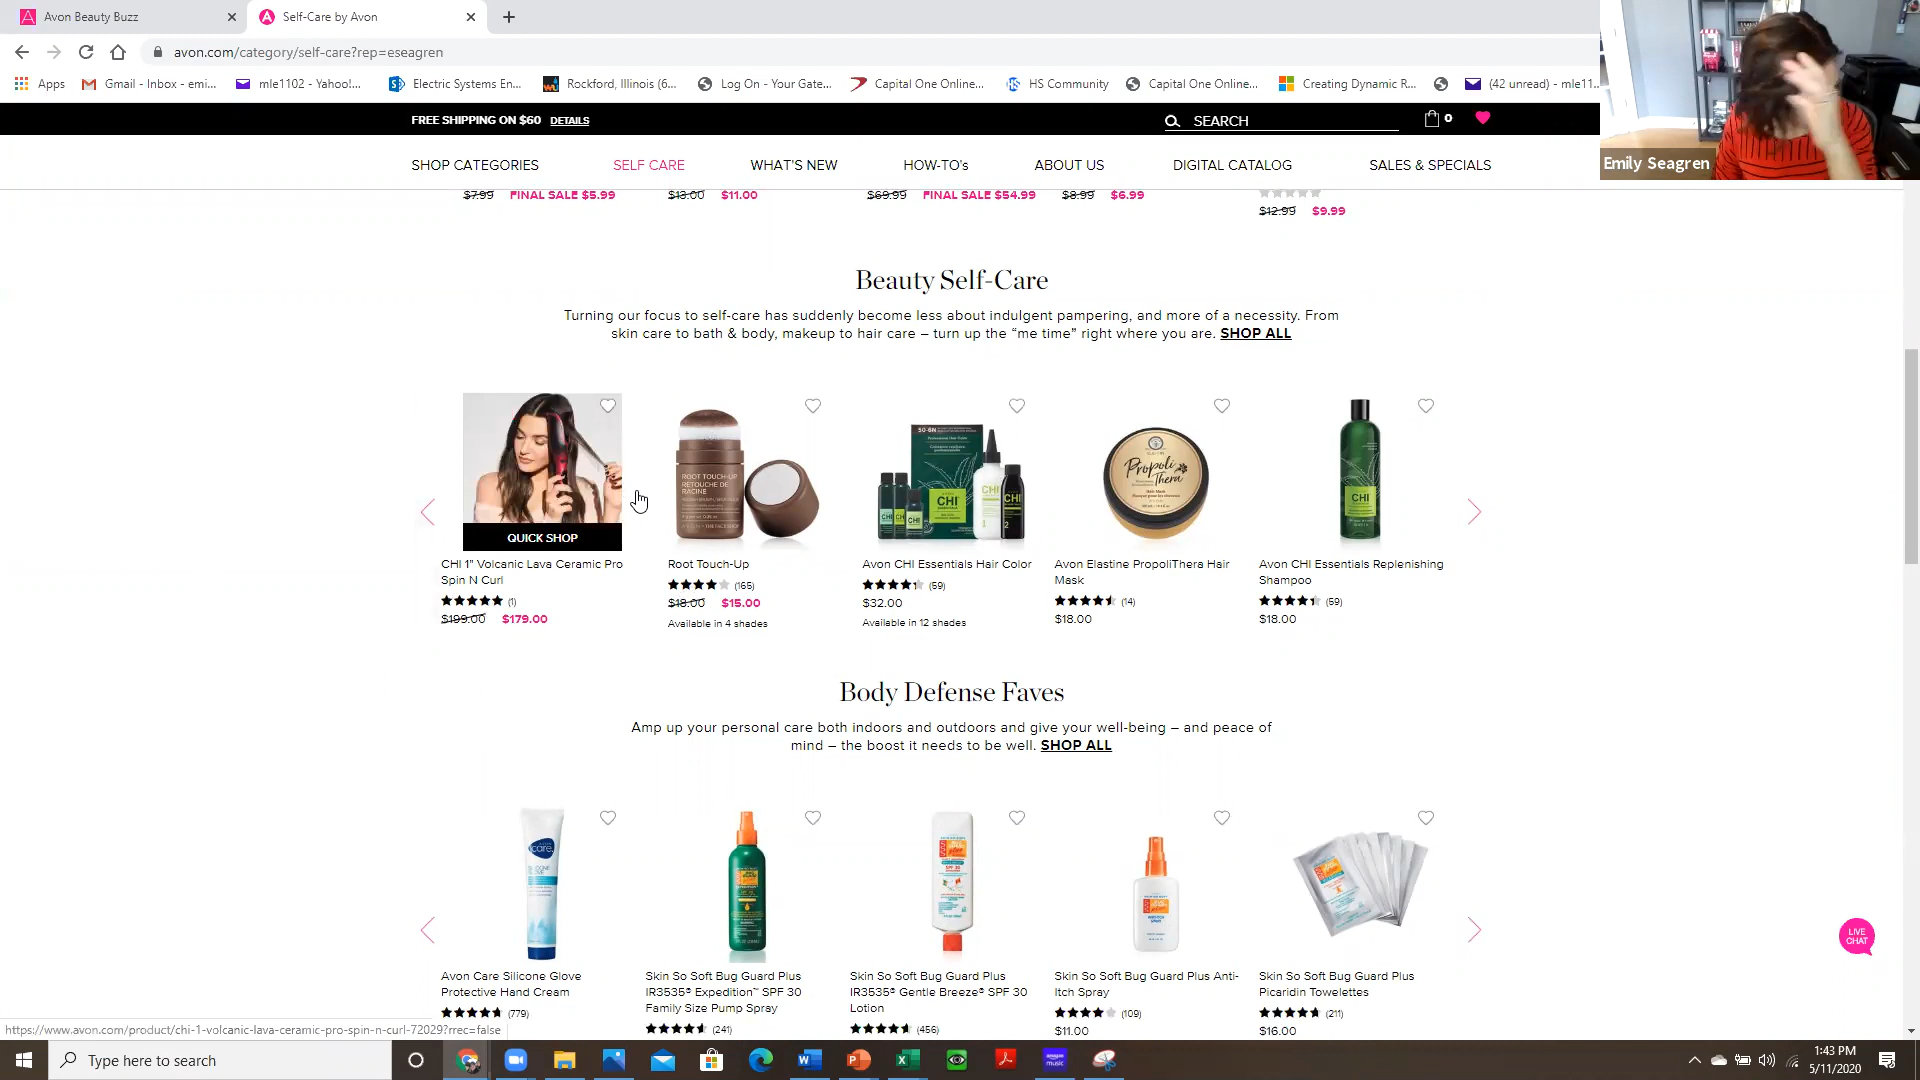 Avon Beauty Buzz
Self-Care by Avon
avon.com/category/self-care?rep=eseagren
Apps
Gmail - Inbox - emi...
mle1102 - Yahoo!...
Electric Systems En...
Rockford, Illinois (6...
Log On - Your Gate...
Capital One Online...
HS Community
Capital One Online...
Creating Dynamic R...
(42 unread) - mle11...
Emily Seagren
FREE SHIPPING ON $60 DETAILS
SEARCH
0
SHOP CATEGORIES
SELF CARE
WHAT'S NEW
HOW-TO's
ABOUT US
DIGITAL CATALOG
SALES & SPECIALS
$7.99 FINAL SALE $5.99
$13.00 $11.00
$69.99 FINAL SALE $54.99
$8.99 $6.99
$12.99 $9.99
Beauty Self-Care
Turning our focus to self-care has suddenly become less about indulgent pampering, and more of a necessity. From
skin care to bath & body, makeup to hair care – turn up the “me time” right where you are. SHOP ALL
QUICK SHOP
ROOT TOUCH-UP
RETOUCHE DE
RACINE
CHI
CHI
CHI
Propoli
Thera
CHI
CHI 1” Volcanic Lava Ceramic Pro
Spin N Curl
(1)
$199.00 $179.00
Root Touch-Up
(165)
$18.00 $15.00
Available in 4 shades
Avon CHI Essentials Hair Color
(59)
$32.00
Available in 12 shades
Avon Elastine PropoliThera Hair
Mask
(14)
$18.00
Avon CHI Essentials Replenishing
Shampoo
(59)
$18.00
Body Defense Faves
Amp up your personal care both indoors and outdoors and give your well-being – and peace of
mind – the boost it needs to be well. SHOP ALL
care
LIVE
CHAT
Avon Care Silicone Glove
Protective Hand Cream
(779)
Skin So Soft Bug Guard Plus
IR3535® Expedition™ SPF 30
Family Size Pump Spray
(241)
Skin So Soft Bug Guard Plus
IR3535® Gentle Breeze® SPF 30
Lotion
(456)
Skin So Soft Bug Guard Plus Anti-
Itch Spray
(109)
$11.00
Skin So Soft Bug Guard Plus
Picaridin Towelettes
(211)
$16.00
https://www.avon.com/product/chi-1-volcanic-lava-ceramic-pro-spin-n-curl-72029?rrec=false
Type here to search
amazon
music
1:43 PM
5/11/2020